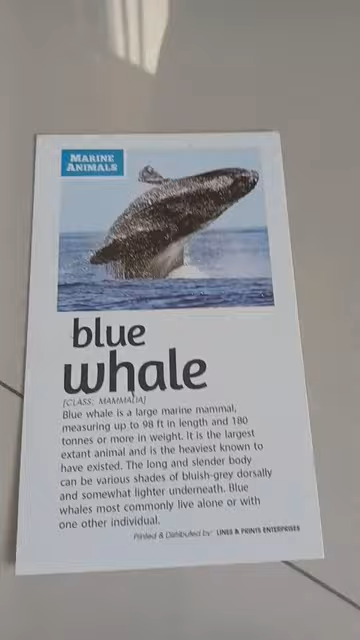 MARINE
ANIMALS
blue
whale
[CLASS: MAMMALIA]
Blue whale is a large marine mammal,
measuring up to 98 ft in length and 180
tonnes or more in weight. It is the largest
extant animal and is the heaviest known to
have existed. The long and slender body
can be various shades of bluish-grey dorsally
and somewhat lighter underneath. Blue
whales most commonly live alone or with
one other individual.
Printed & Distributed by: LINES & PRINTS ENTERPRISES